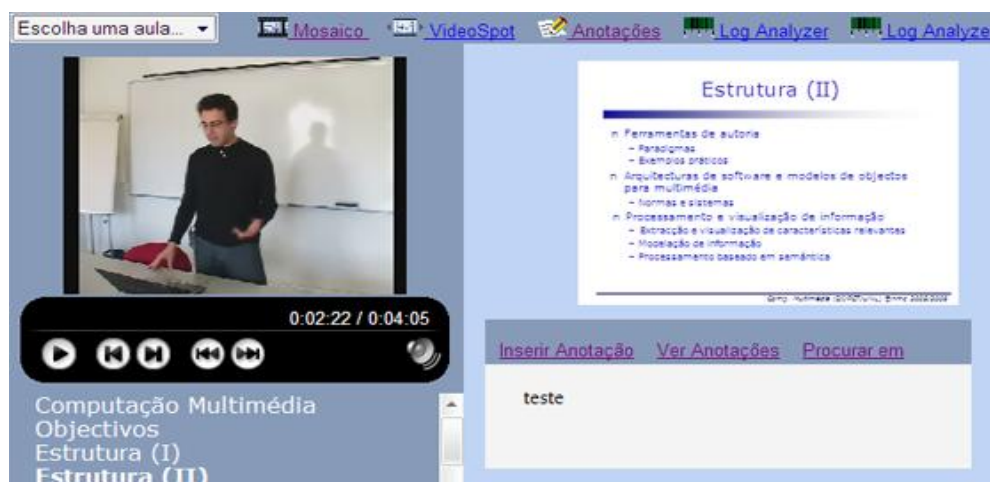 Escolha uma aula...
Mosaico
VideoSpot
Anotações
Log Analyzer
Log Analyze
Estrutura (II)
n Ferramentas de autoria
– Paradigmas
– Exemplos práticos
n Arquitecturas de software e modelos de objectos
para multimédia
– Normas e sistemas
n Processamento e visualização de informação
– Extracção e visualização de características relevantes
– Modelação de informação
– Processamento baseado em semântica
0:02:22 / 0:04:05
Inserir Anotação Ver Anotações Procurar em
teste
Computação Multimédia
Objectivos
Estrutura (I)
Estrutura (II)